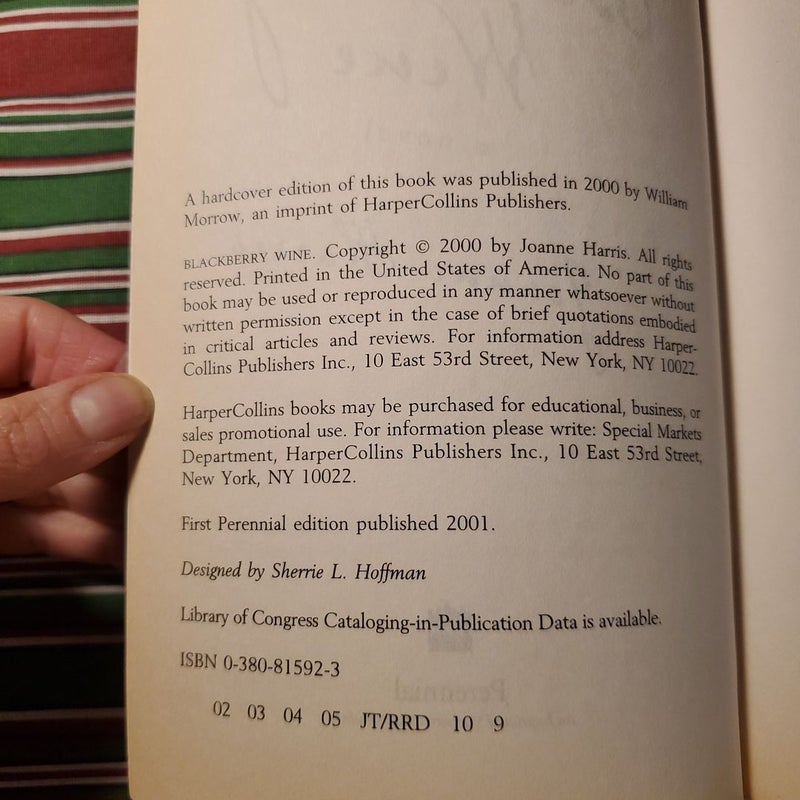 A hardcover edition of this book was published in 2000 by William
Morrow, an imprint of HarperCollins Publishers.
BLACKBERRY WINE. Copyright © 2000 by Joanne Harris. All rights
reserved. Printed in the United States of America. No part of this
book may be used or reproduced in any manner whatsoever without
written permission except in the case of brief quotations embodied
in critical articles and reviews. For information address Harper-
Collins Publishers Inc., 10 East 53rd Street, New York, NY 10022.
HarperCollins books may be purchased for educational, business, or
sales promotional use. For information please write: Special Markets
Department, HarperCollins Publishers Inc., 10 East 53rd Street,
New York, NY 10022.
First Perennial edition published 2001.
Designed by Sherrie L. Hoffman
Library of Congress Cataloging-in-Publication Data is available.
ISBN 0-380-81592-3
02 03 04 05 JT/RRD 10 9